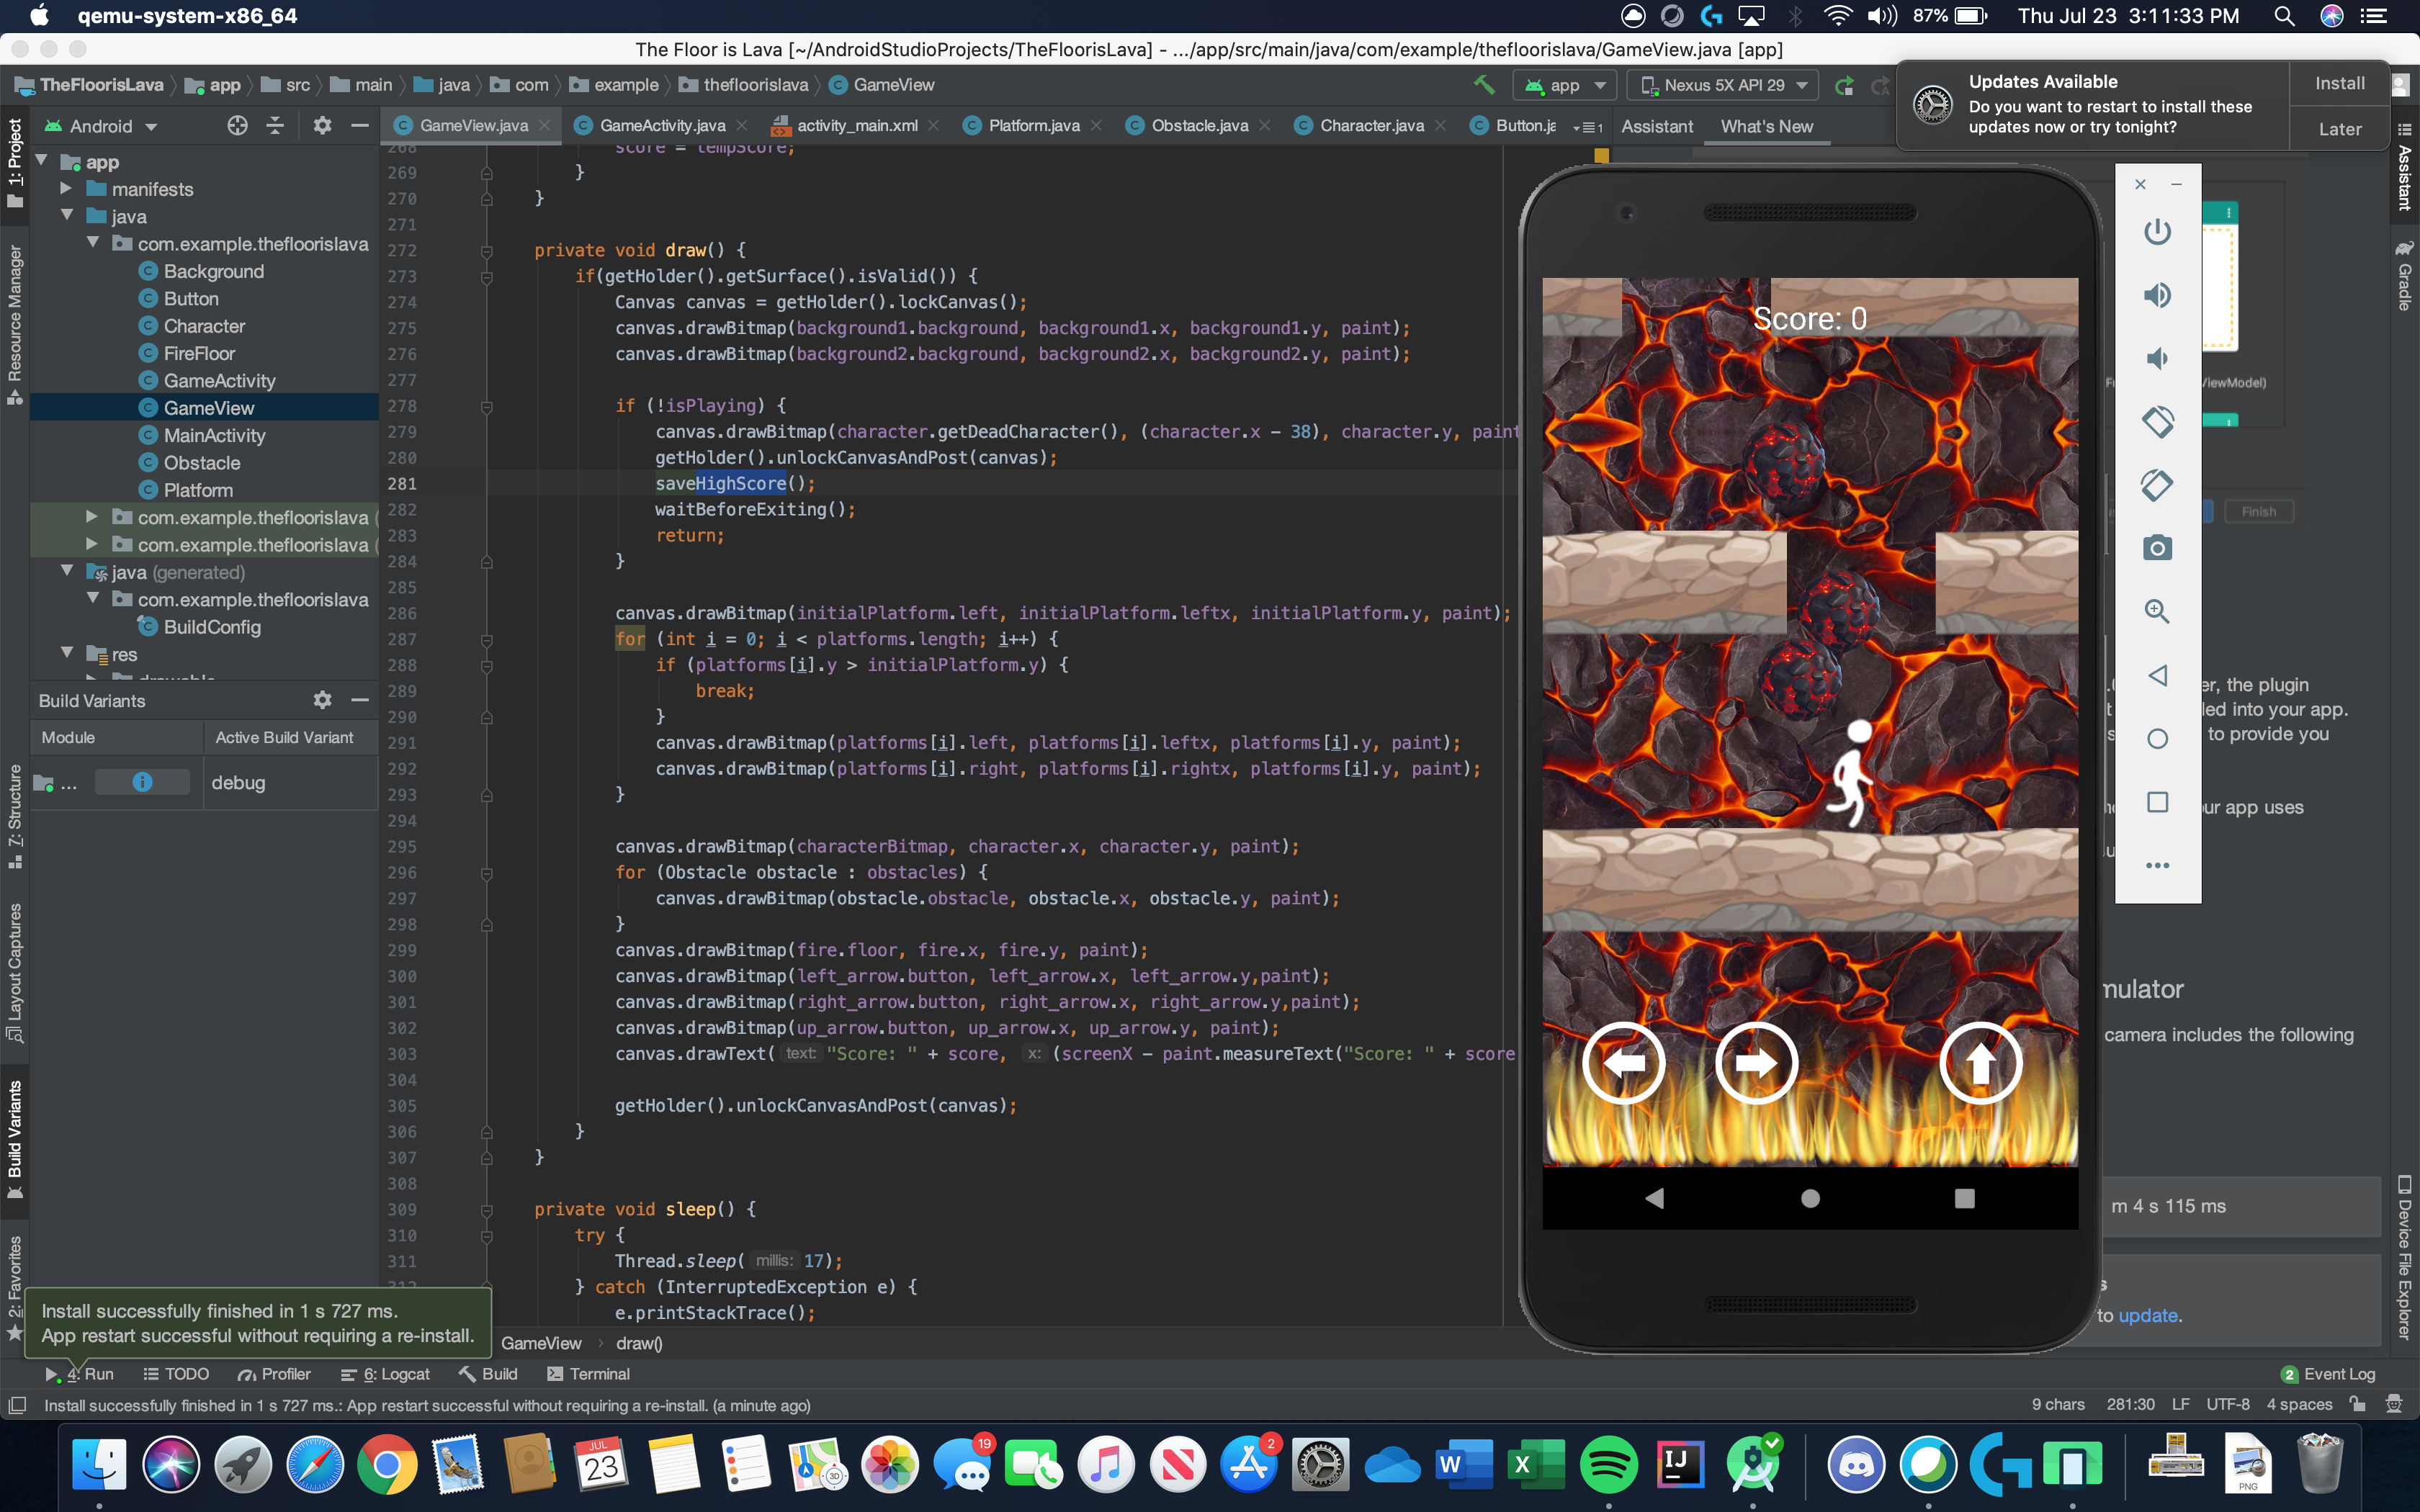 qemu-system-x86_64
87%
Thu Jul 23 3:11:33 PM
The Floor is Lava [~/AndroidStudioProjects/TheFloorisLava] - .../app/src/main/java/com/example/thefloorislava/GameView.java [app]
TheFloorisLava app src main java com example thefloorislava GameView
app
Nexus 5X API 29
Updates Available
Do you want to restart to install these
updates now or try tonight?
Install
Later
Android
GameView.java GameActivity.java activity_main.xml Platform.java Obstacle.java Character.java Button.ja
Assistant What's New
1: Project
Resource Manager
7: Structure
Layout Captures
Build Variants
2: Favorites
app
manifests
java
com.example.thefloorislava
Background
Button
Character
FireFloor
GameActivity
GameView
MainActivity
Obstacle
Platform
com.example.thefloorislava (
com.example.thefloorislava (
java (generated)
com.example.thefloorislava
BuildConfig
res
drawable
Build Variants
Module Active Build Variant
... debug
268 score = tempScore;
269 }
270 }
271
272 private void draw() {
273 if(getHolder().getSurface().isValid()) {
274 Canvas canvas = getHolder().lockCanvas();
275 canvas.drawBitmap(background1.background, background1.x, background1.y, paint);
276 canvas.drawBitmap(background2.background, background2.x, background2.y, paint);
277
278 if (!isPlaying) {
279 canvas.drawBitmap(character.getDeadCharacter(), (character.x - 38), character.y, paint
280 getHolder().unlockCanvasAndPost(canvas);
281 saveHighScore();
282 waitBeforeExiting();
283 return;
284 }
285
286 canvas.drawBitmap(initialPlatform.left, initialPlatform.leftx, initialPlatform.y, paint);
287 for (int i = 0; i < platforms.length; i++) {
288 if (platforms[i].y > initialPlatform.y) {
289 break;
290 }
291 canvas.drawBitmap(platforms[i].left, platforms[i].leftx, platforms[i].y, paint);
292 canvas.drawBitmap(platforms[i].right, platforms[i].rightx, platforms[i].y, paint);
293 }
294
295 canvas.drawBitmap(characterBitmap, character.x, character.y, paint);
296 for (Obstacle obstacle : obstacles) {
297 canvas.drawBitmap(obstacle.obstacle, obstacle.x, obstacle.y, paint);
298 }
299 canvas.drawBitmap(fire.floor, fire.x, fire.y, paint);
300 canvas.drawBitmap(left_arrow.button, left_arrow.x, left_arrow.y,paint);
301 canvas.drawBitmap(right_arrow.button, right_arrow.x, right_arrow.y,paint);
302 canvas.drawBitmap(up_arrow.button, up_arrow.x, up_arrow.y, paint);
303 canvas.drawText( text: "Score: " + score, x: (screenX - paint.measureText("Score: " + score
304
305 getHolder().unlockCanvasAndPost(canvas);
306 }
307 }
308
309 private void sleep() {
310 try {
311 Thread.sleep( millis: 17);
312 } catch (InterruptedException e) {
e.printStackTrace();
GameView draw()
Score: 0
ViewModel)
Finish
er, the plugin
led into your app.
to provide you
ur app uses
mulator
camera includes the following
m 4 s 115 ms
s
to update.
Assistant
Gradle
Device File Explorer
Install successfully finished in 1 s 727 ms.
App restart successful without requiring a re-install.
4: Run TODO Profiler 6: Logcat Build Terminal
2 Event Log
Install successfully finished in 1 s 727 ms.: App restart successful without requiring a re-install. (a minute ago)
9 chars 281:30 LF UTF-8 4 spaces
JUL
23
3D
19
2
W
X
IJ
PNG